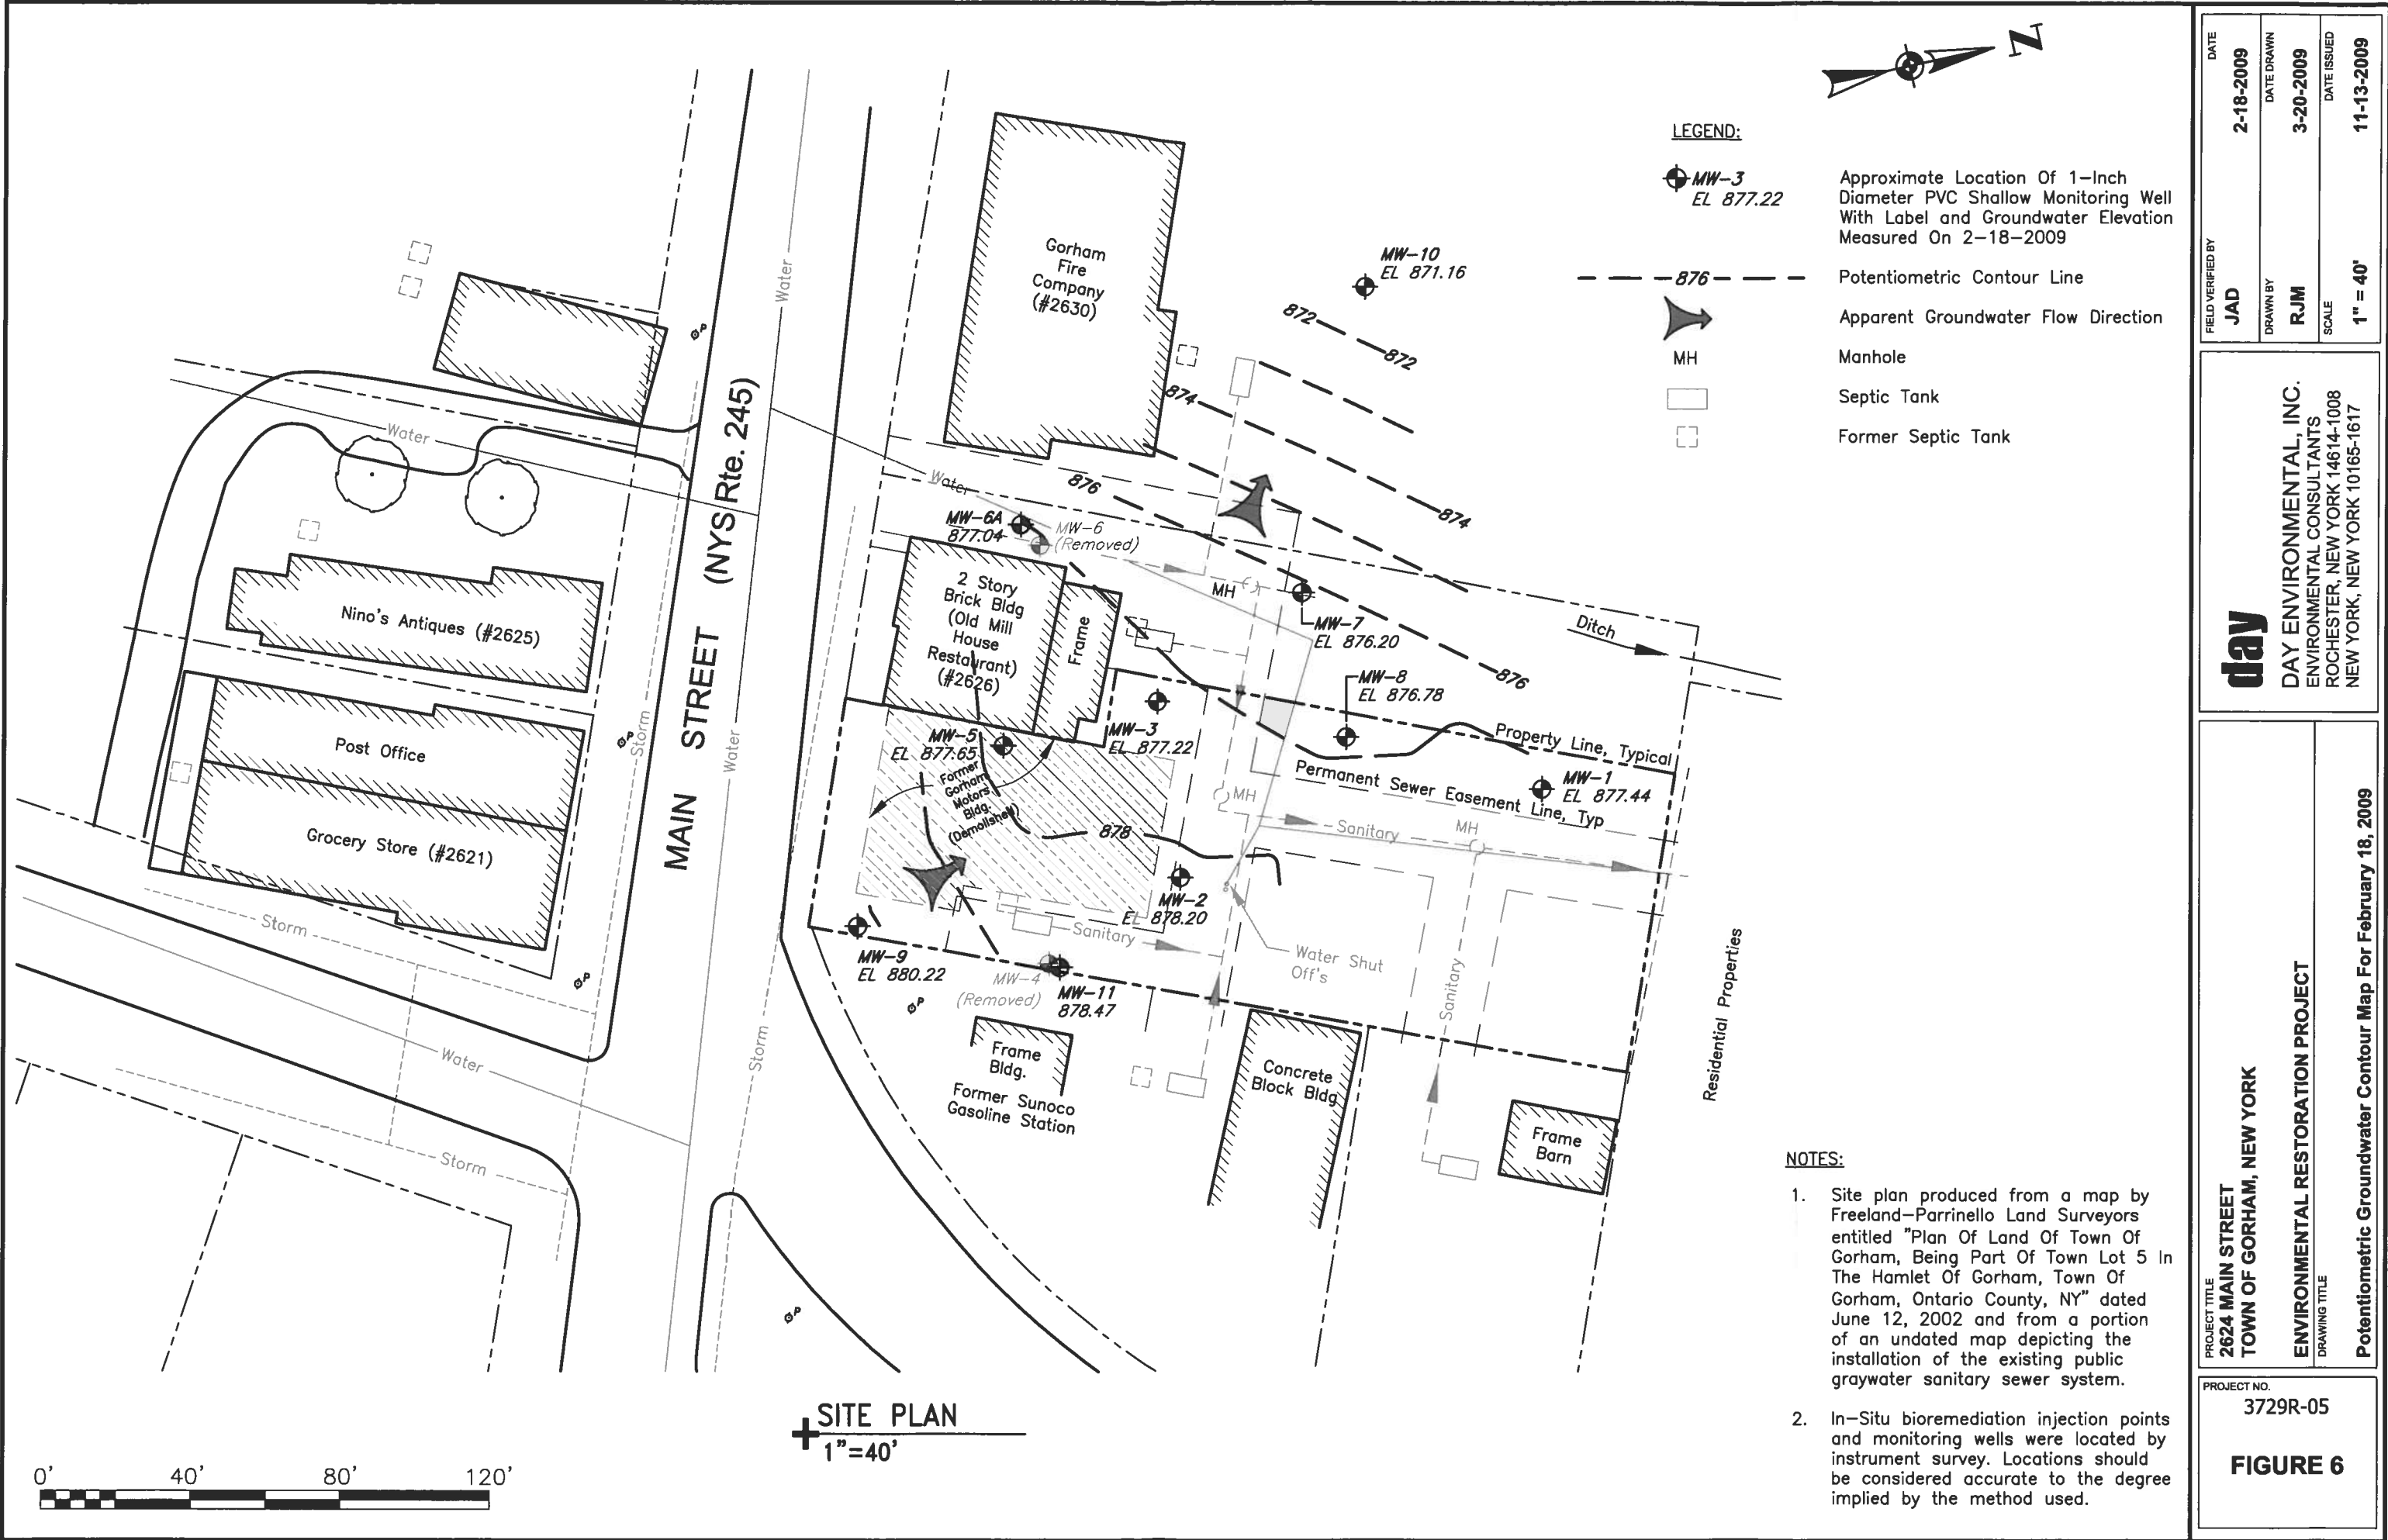 N
LEGEND:
MW-3
EL 877.22
Approximate Location Of 1-Inch
Diameter PVC Shallow Monitoring Well
With Label and Groundwater Elevation
Measured On 2-18-2009
876
Potentiometric Contour Line
Apparent Groundwater Flow Direction
MH
Manhole
Septic Tank
Former Septic Tank
Gorham
Fire
Company
(#2630)
MW-10
EL 871.16
872
872
874
874
876
876
Water
Water
Water
MAIN STREET (NYS Rte. 245)
P
MW-6A
877.04
MW-6
(Removed)
2 Story
Brick Bldg
(Old Mill
House
Restaurant)
(#2626)
Frame
MH
MW-7
EL 876.20
MW-8
EL 876.78
Ditch
Nino's Antiques (#2625)
Post Office
Grocery Store (#2621)
Storm
P
Water
MW-5
EL 877.65
MW-3
EL 877.22
Former
Gorham
Motors
Bldg.
(Demolished)
878
Property Line, Typical
Permanent Sewer Easement Line, Typ
MW-1
EL 877.44
MH
Sanitary
MH
MW-2
EL 878.20
Sanitary
Water Shut
Off's
Sanitary
MW-9
EL 880.22
MW-4
(Removed)
MW-11
878.47
P
P
Storm
Water
Storm
Storm
Frame
Bldg.
Former Sunoco
Gasoline Station
Concrete
Block Bldg
Frame
Barn
Residential Properties
P
SITE PLAN
1"=40'
0' 40' 80' 120'
NOTES:
1. Site plan produced from a map by
Freeland-Parrinello Land Surveyors
entitled "Plan Of Land Of Town Of
Gorham, Being Part Of Town Lot 5 In
The Hamlet Of Gorham, Town Of
Gorham, Ontario County, NY" dated
June 12, 2002 and from a portion
of an undated map depicting the
installation of the existing public
graywater sanitary sewer system.
2. In-Situ bioremediation injection points
and monitoring wells were located by
instrument survey. Locations should
be considered accurate to the degree
implied by the method used.
FIELD VERIFIED BY
JAD
DATE
2-18-2009
DRAWN BY
RJM
DATE DRAWN
3-20-2009
SCALE
1" = 40'
DATE ISSUED
11-13-2009
day
DAY ENVIRONMENTAL, INC.
ENVIRONMENTAL CONSULTANTS
ROCHESTER, NEW YORK 14614-1008
NEW YORK, NEW YORK 10165-1617
PROJECT TITLE
2624 MAIN STREET
TOWN OF GORHAM, NEW YORK
ENVIRONMENTAL RESTORATION PROJECT
DRAWING TITLE
Potentiometric Groundwater Contour Map For February 18, 2009
PROJECT NO.
3729R-05
FIGURE 6